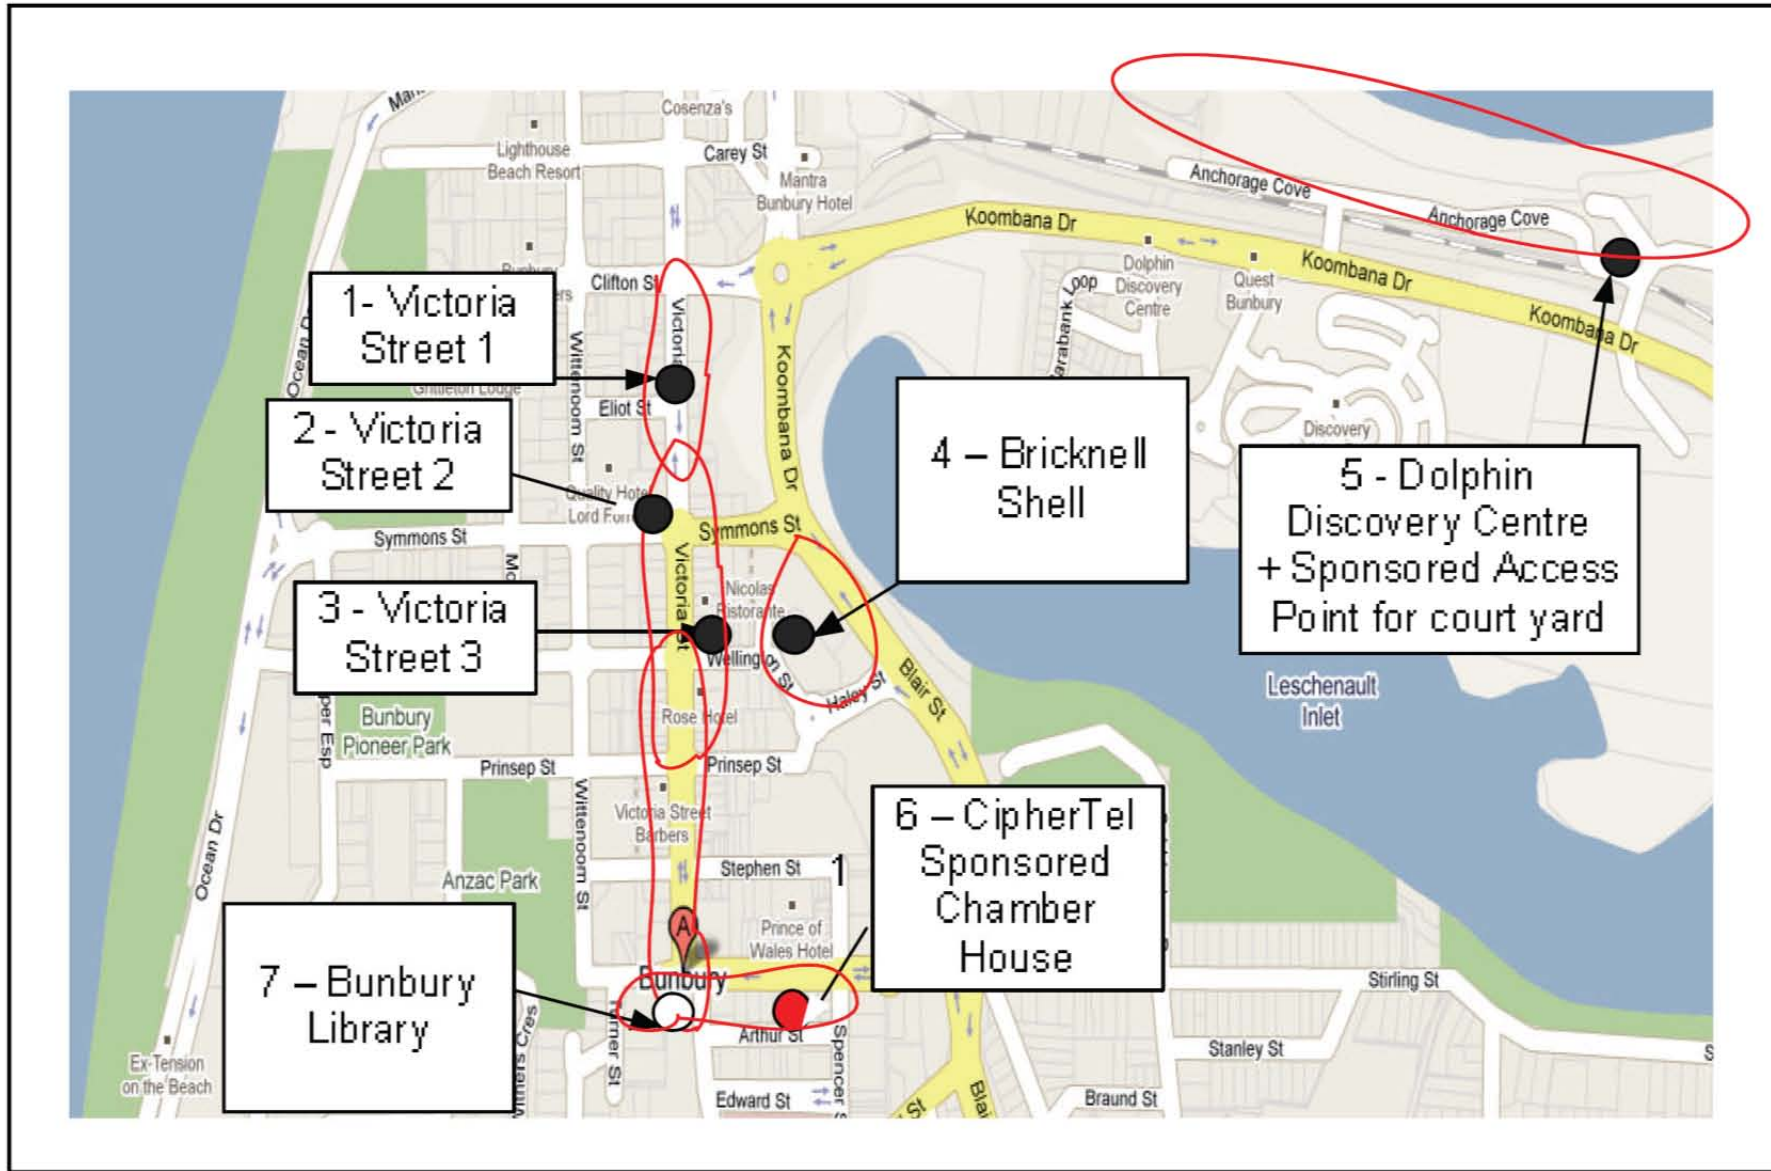 Cosenza's
Lighthouse
Beach Resort
Carey St
Mantra
Bunbury Hotel
Anchorage Cove
Anchorage Cove
Koombana Dr
Koombana Dr
Koombana Dr
Dolphin
Discovery
Centre
Quest
Bunbury
Clifton St
1- Victoria
Street 1
Victoria
Ocean Dr
Wittenoom St
Eliot St
Koombana Dr
2 - Victoria
Street 2
Quality Hote
Lord Forr
Symmons St
Symmons St
Discovery
4 – Bricknell
Shell
5 - Dolphin
Discovery Centre
+ Sponsored Access
Point for court yard
3 - Victoria
Street 3
Victoria St
Nicolas
Ristorante
Wellington St
Haley St
Blair St
Leschenault
Inlet
Bunbury
Pioneer Park
per Esp
Rose Hotel
Prinsep St
Prinsep St
Victoria Street
Barbers
Wittenoom St
Ocean Dr
Anzac Park
Stephen St
1
6 – CipherTel
Sponsored
Chamber
House
Prince of
Wales Hotel
A
Bunbury
7 – Bunbury
Library
Turner St
Arthur St
Spencer S
Stirling St
Stanley St
Ex-Tension
on the Beach
Edward St
Braund St